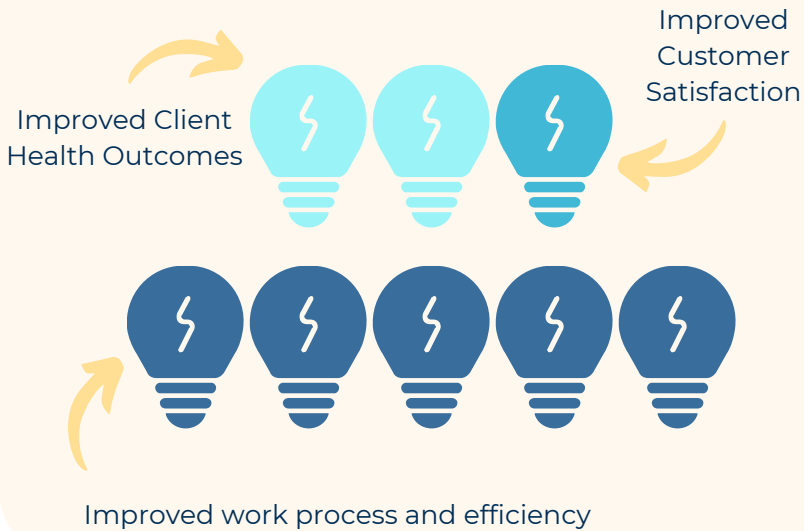 Improved
Customer
Satisfaction
Improved Client
Health Outcomes
Improved work process and efficiency